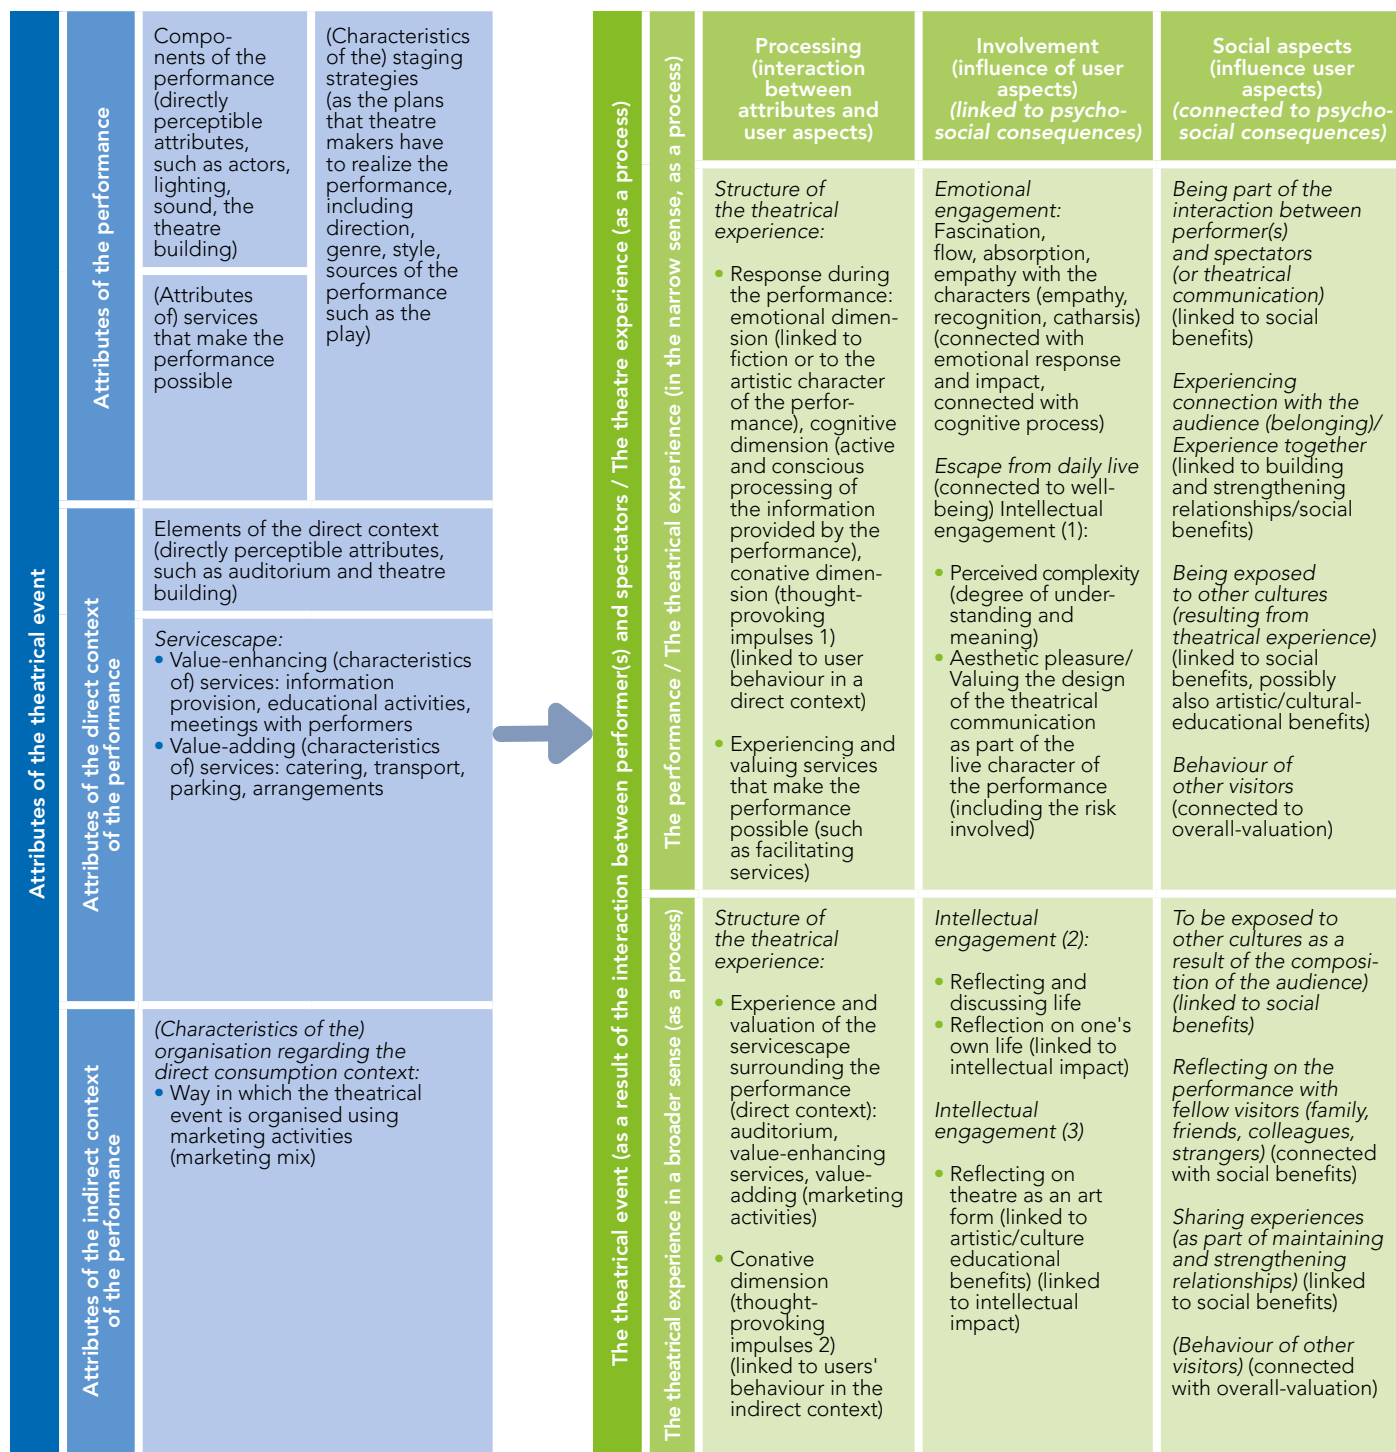 Attributes of the theatrical event
Attributes of the performance
Compo-
nents of the
performance
(directly
perceptible
attributes,
such as actors,
lighting,
sound, the
theatre
building)
(Attributes
of) services
that make the
performance
possible
(Characteristics
of the) staging
strategies
(as the plans
that theatre
makers have
to realize the
performance,
including
direction,
genre, style,
sources of the
performance
such as the
play)
Attributes of the direct context
of the performance
Elements of the direct context
(directly perceptible attributes,
such as auditorium and theatre
building)
Servicescape:
• Value-enhancing (characteristics
of) services: information
provision, educational activities,
meetings with performers
• Value-adding (characteristics
of) services: catering, transport,
parking, arrangements
Attributes of the indirect context
of the performance
(Characteristics of the)
organisation regarding the
direct consumption context:
• Way in which the theatrical
event is organised using
marketing activities
(marketing mix)
The theatrical event (as a result of the interaction between performer(s) and spectators / The theatre experience (as a process)
The performance / The theatrical experience (in the narrow sense, as a process)
Processing
(interaction
between
attributes and
user aspects)
Involvement
(influence of user
aspects)
(linked to psycho-
social consequences)
Social aspects
(influence user
aspects)
(connected to psycho-
social consequences)
Structure of
the theatrical
experience:
• Response during
the performance:
emotional dimen-
sion (linked to
fiction or to the
artistic character
of the perfor-
mance), cognitive
dimension (active
and conscious
processing of
the information
provided by the
performance),
conative dimen-
sion (thought-
provoking
impulses 1)
(linked to user
behaviour in a
direct context)
• Experiencing and
valuing services
that make the
performance
possible (such
as facilitating
services)
Emotional
engagement:
Fascination,
flow, absorption,
empathy with the
characters (empathy,
recognition, catharsis)
(connected with
emotional response
and impact,
connected with
cognitive process)
Escape from daily live
(connected to well-
being) Intellectual
engagement (1):
• Perceived complexity
(degree of under-
standing and
meaning)
• Aesthetic pleasure/
Valuing the design
of the theatrical
communication
as part of the
live character of
the performance
(including the risk
involved)
Being part of the
interaction between
performer(s)
and spectators
(or theatrical
communication)
(linked to social
benefits)
Experiencing
connection with the
audience (belonging)/
Experience together
(linked to building
and strengthening
relationships/social
benefits)
Being exposed
to other cultures
(resulting from
theatrical experience)
(linked to social
benefits, possibly
also artistic/cultural-
educational benefits)
Behaviour of
other visitors
(connected to
overall-valuation)
The theatrical experience in a broader sense (as a process)
Structure of
the theatrical
experience:
• Experience and
valuation of the
servicescape
surrounding the
performance
(direct context):
auditorium,
value-enhancing
services, value-
adding (marketing
activities)
• Conative
dimension
(thought-
provoking
impulses 2)
(linked to users'
behaviour in the
indirect context)
Intellectual
engagement (2):
• Reflecting and
discussing life
• Reflection on one's
own life (linked to
intellectual impact)
Intellectual
engagement (3)
• Reflecting on
theatre as an art
form (linked to
artistic/culture
educational
benefits) (linked
to intellectual
impact)
To be exposed to
other cultures as a
result of the composi-
tion of the audience)
(linked to social
benefits)
Reflecting on the
performance with
fellow visitors (family,
friends, colleagues,
strangers) (connected
with social benefits)
Sharing experiences
(as part of maintaining
and strengthening
relationships) (linked
to social benefits)
(Behaviour of other
visitors) (connected
with overall-valuation)